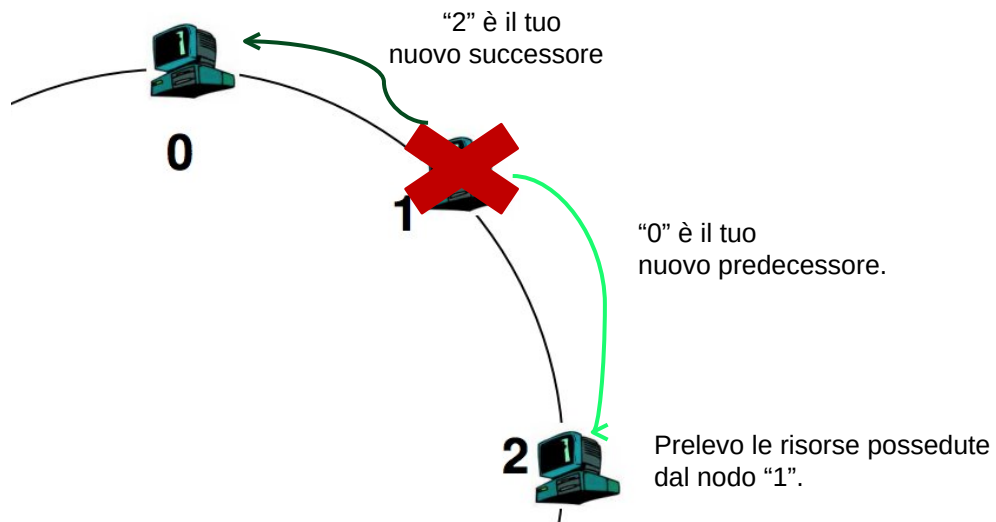 “2” è il tuo
nuovo successore
0
1
“0” è il tuo
nuovo predecessore.
2
Prelevo le risorse possedute
dal nodo “1”.